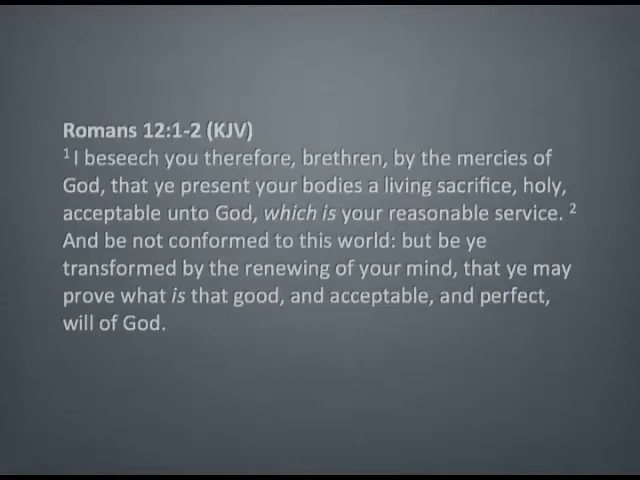 Romans 12:1-2 (KJV)
1 I beseech you therefore, brethren, by the mercies of
God, that ye present your bodies a living sacrifice, holy,
acceptable unto God, which is your reasonable service. 2
And be not conformed to this world: but be ye
transformed by the renewing of your mind, that ye may
prove what is that good, and acceptable, and perfect,
will of God.